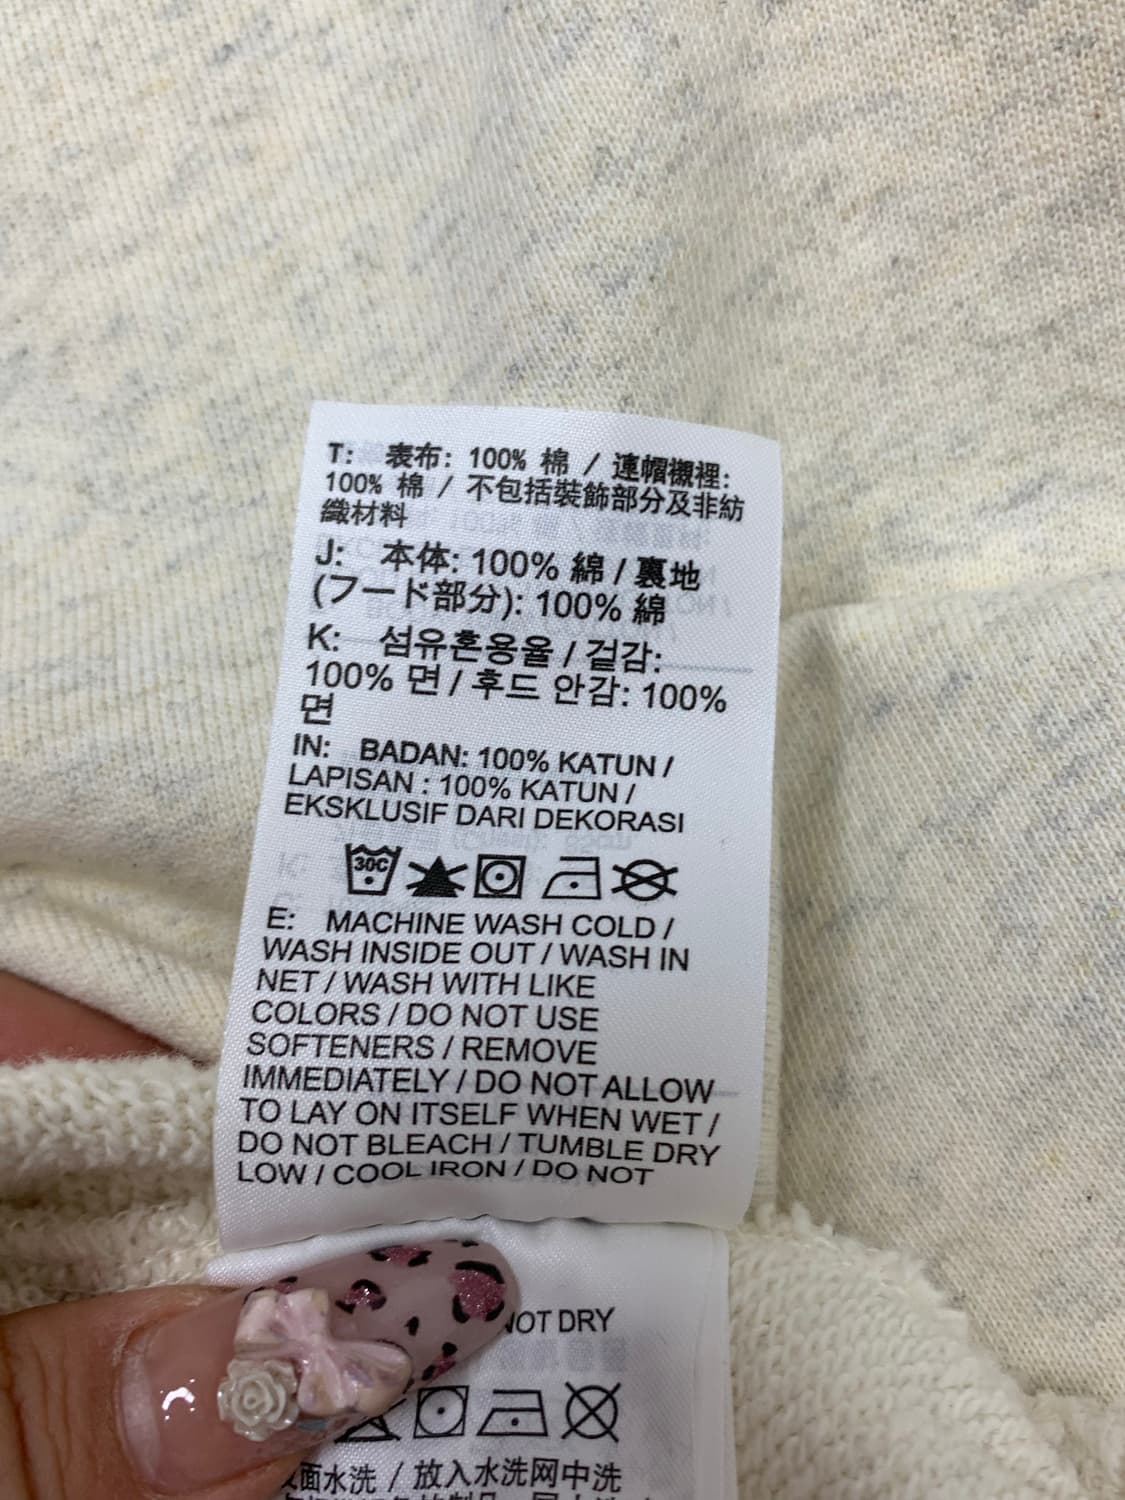 T: 表布: 100% 棉 / 連帽襯裡:
100% 棉 / 不包括裝飾部分及非紡
織材料
J: 本体: 100% 綿 / 裏地
(フード部分): 100% 綿
K: 섬유혼용율 / 겉감:
100% 면 / 후드 안감: 100%
면
IN: BADAN: 100% KATUN /
LAPISAN : 100% KATUN /
EKSKLUSIF DARI DEKORASI
30C
E: MACHINE WASH COLD /
WASH INSIDE OUT / WASH IN
NET / WASH WITH LIKE
COLORS / DO NOT USE
SOFTENERS / REMOVE
IMMEDIATELY / DO NOT ALLOW
TO LAY ON ITSELF WHEN WET /
DO NOT BLEACH / TUMBLE DRY
LOW / COOL IRON / DO NOT
NOT DRY
面水洗 / 放入水洗网中洗